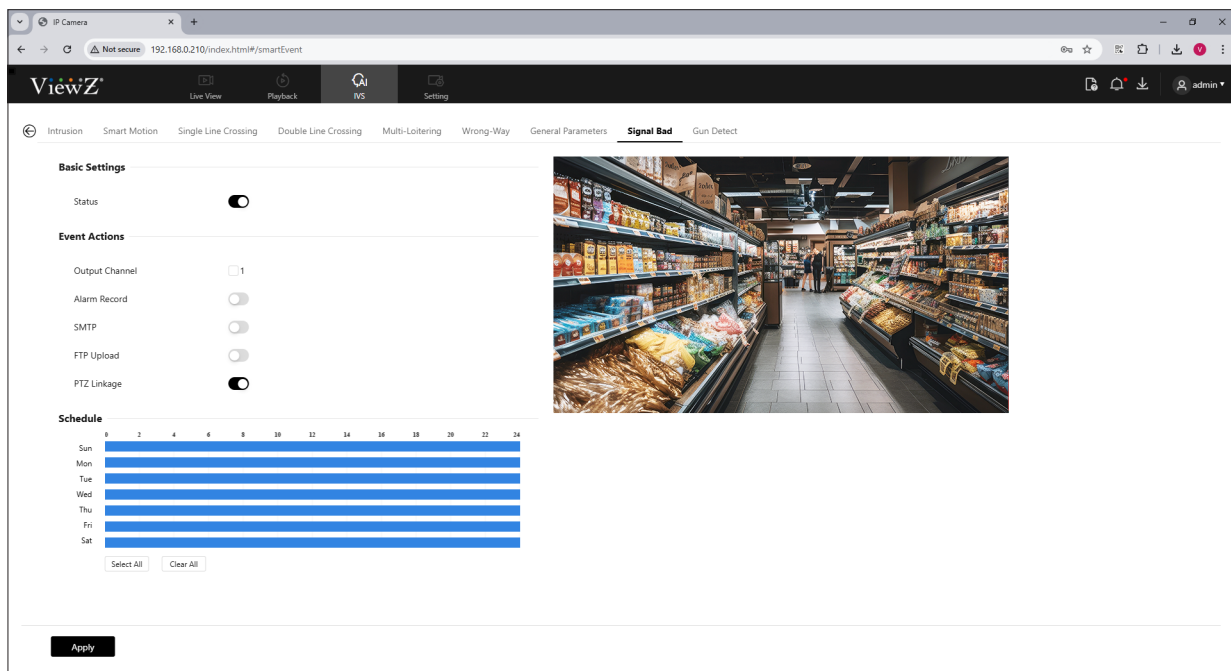 IP Camera
Not secure 192.168.0.210/index.html#/smartEvent
ViewZ
Live View Playback IVS Setting admin
AI
Intrusion Smart Motion Single Line Crossing Double Line Crossing Multi-Loitering Wrong-Way General Parameters Signal Bad Gun Detect
Basic Settings
Status
Event Actions
Output Channel 1
Alarm Record
SMTP
FTP Upload
PTZ Linkage
Schedule
0 2 4 6 8 10 12 14 16 18 20 22 24
Sun
Mon
Tue
Wed
Thu
Fri
Sat
Select All Clear All
Apply
V